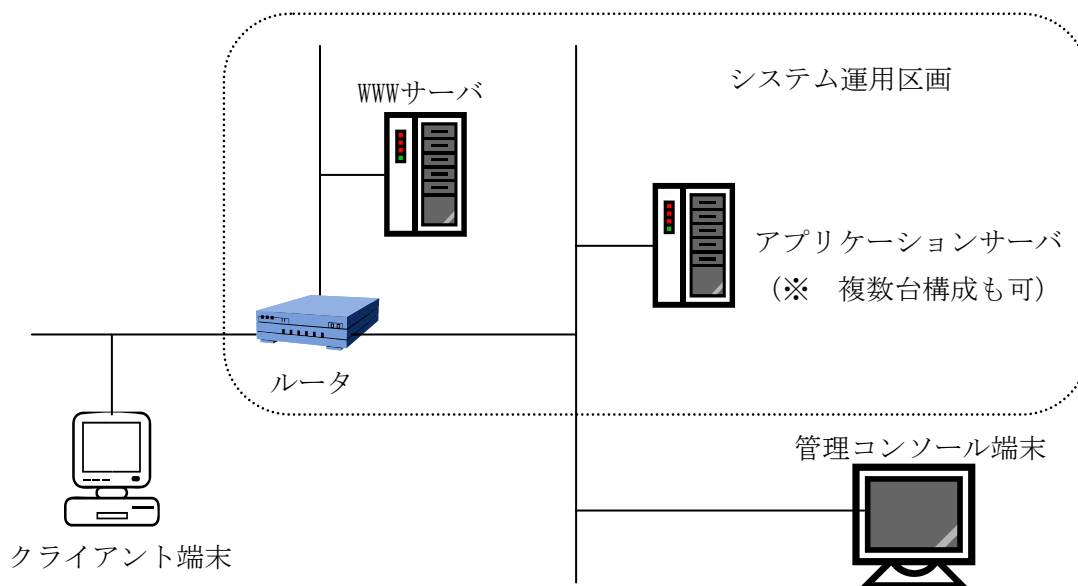 システム運用区画
WWWサーバ
アプリケーションサーバ
(※　複数台構成も可)
ルータ
管理コンソール端末
クライアント端末